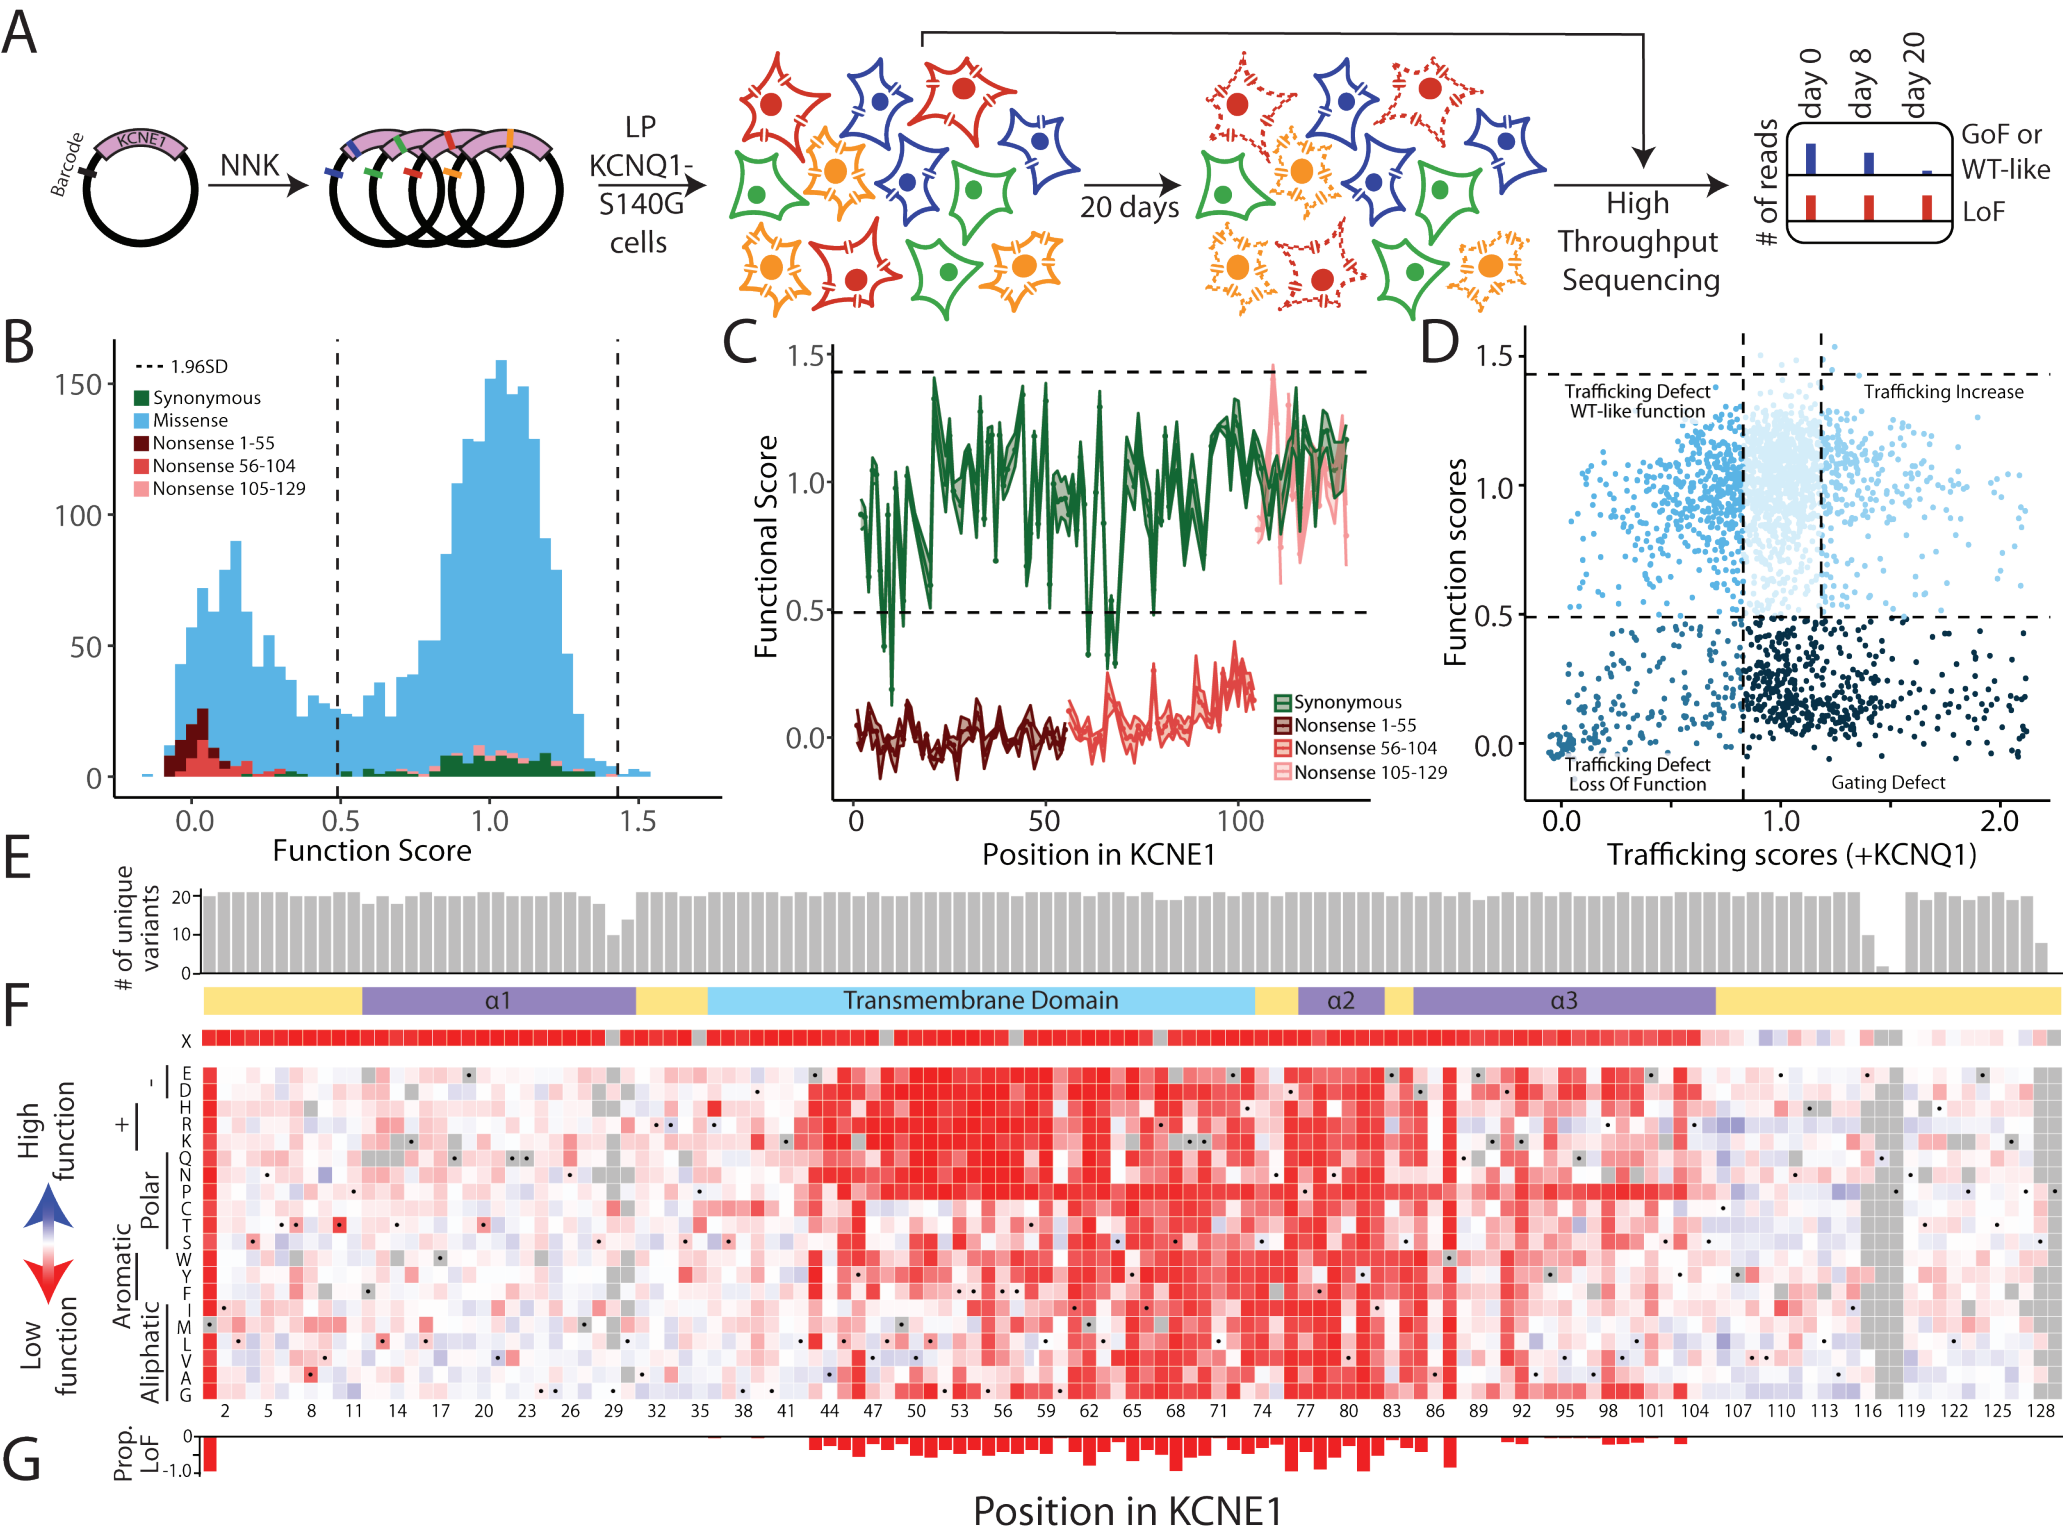 A
Barcode
KCNE1
NNK
LP
KCNQ1-
S140G
cells
20 days
High
Throughput
Sequencing
# of reads
day 0
day 8
day 20
GoF or
WT-like
LoF
B
1.96SD
Synonymous
Missense
Nonsense 1-55
Nonsense 56-104
Nonsense 105-129
150
100
50
0
0.0
0.5
1.0
1.5
Function Score
C
Functional Score
1.5
1.0
0.5
0.0
Synonymous
Nonsense 1-55
Nonsense 56-104
Nonsense 105-129
0
50
100
Position in KCNE1
D
Function scores
1.5
1.0
0.5
0.0
Trafficking Defect
WT-like function
Trafficking Increase
Trafficking Defect
Loss Of Function
Gating Defect
0.0
1.0
2.0
Trafficking scores (+KCNQ1)
E
# of unique
variants
20
10
0
F
α1
Transmembrane Domain
α2
α3
High
function
Low
function
-
+
Polar
Aromatic
Aliphatic
X
E
D
H
R
K
Q
N
P
C
T
S
W
Y
F
I
M
L
V
A
G
2 5 8 11 14 17 20 23 26 29 32 35 38 41 44 47 50 53 56 59 62 65 68 71 74 77 80 83 86 89 92 95 98 101 104 107 110 113 116 119 122 125 128
G
Prop.
LoF
0
-1.0
Position in KCNE1